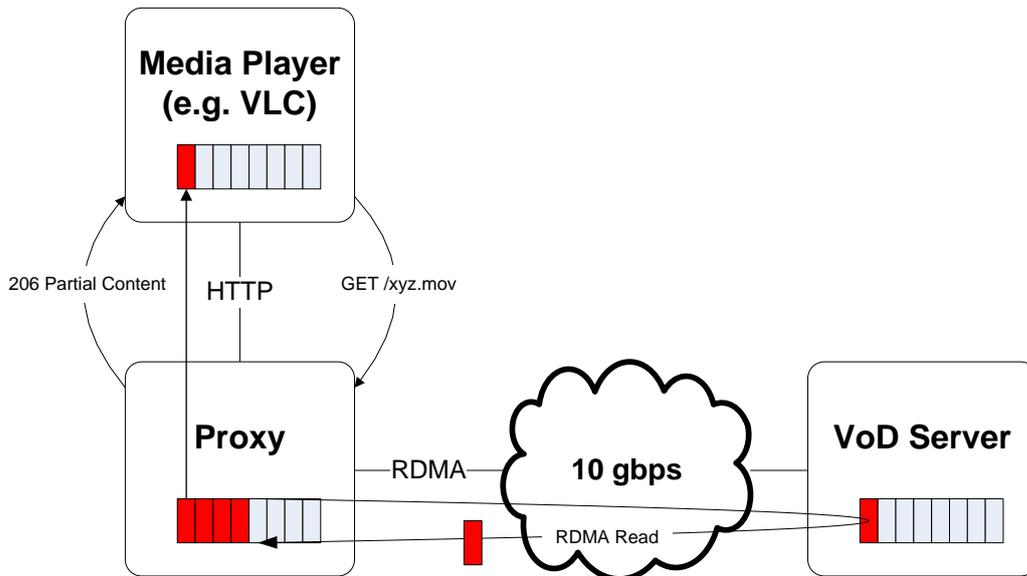 Media Player
(e.g. VLC)
206 Partial Content
HTTP
GET /xyz.mov
Proxy
RDMA
10 gbps
VoD Server
RDMA Read